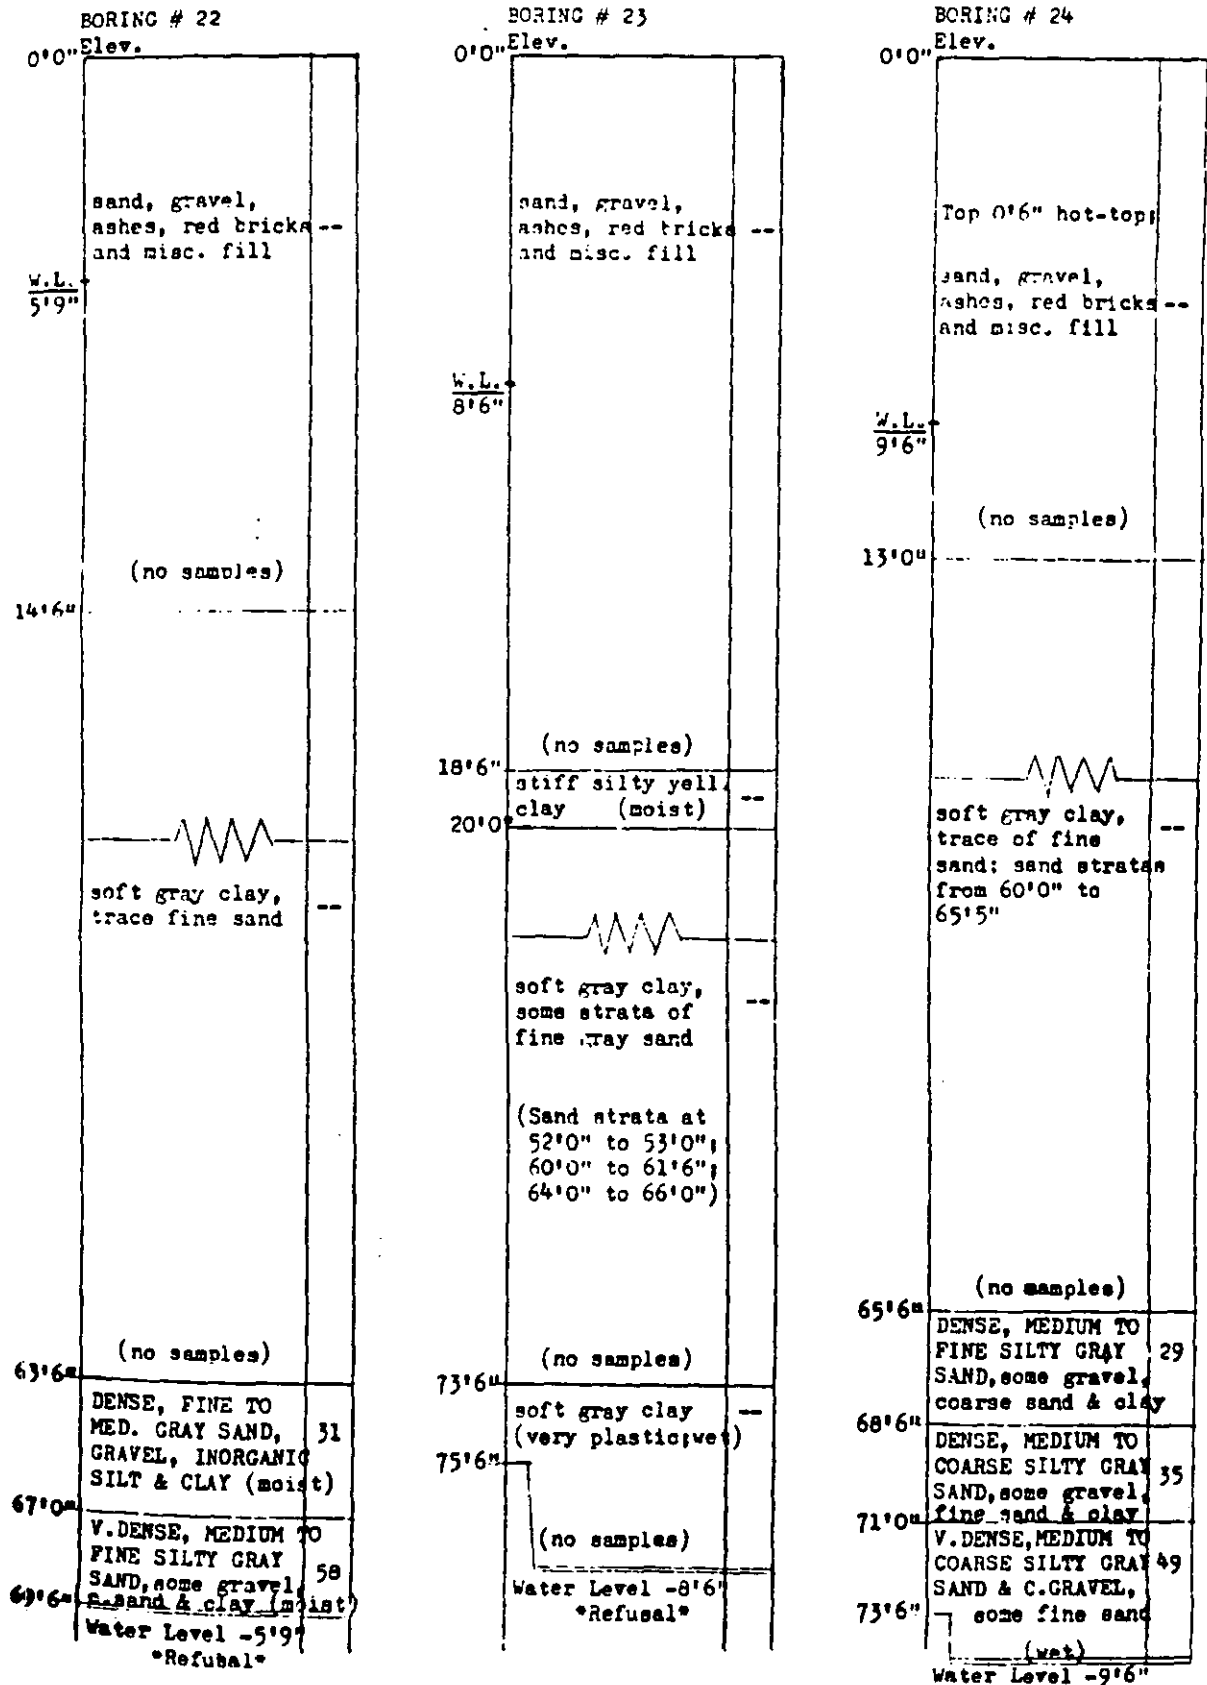 BORING # 22
Elev.
0'0"
sand, gravel,
ashes, red bricks --
and misc. fill
W.L.
5'9"
(no samples)
14'6"
soft gray clay, --
trace fine sand
(no samples)
63'6"
DENSE, FINE TO
MED. GRAY SAND, 31
GRAVEL, INORGANIC
SILT & CLAY (moist)
67'0"
V.DENSE, MEDIUM TO
FINE SILTY GRAY
SAND, some gravel, 58
c.sand & clay (moist)
69'6"
Water Level -5'9"
*Refusal*
BORING # 23
Elev.
0'0"
sand, gravel,
ashes, red bricks --
and misc. fill
W.L.
8'6"
(no samples)
18'6"
stiff silty yell.
clay (moist) --
20'0"
soft gray clay, --
some strata of
fine gray sand
(Sand strata at
52'0" to 53'0";
60'0" to 61'6";
64'0" to 66'0")
(no samples)
73'6"
soft gray clay --
(very plastic;wet)
75'6"
(no samples)
Water Level -8'6"
*Refusal*
BORING # 24
Elev.
0'0"
Top 0'6" hot-top;
sand, gravel,
ashes, red bricks --
and misc. fill
W.L.
9'6"
(no samples)
13'0"
soft gray clay, --
trace of fine
sand; sand stratas
from 60'0" to
65'5"
(no samples)
65'6"
DENSE, MEDIUM TO
FINE SILTY GRAY 29
SAND, some gravel,
coarse sand & clay
68'6"
DENSE, MEDIUM TO
COARSE SILTY GRAY 35
SAND, some gravel,
fine sand & clay
71'0"
V.DENSE, MEDIUM TO
COARSE SILTY GRAY 49
SAND & C.GRAVEL,
some fine sand
73'6"
(wet)
Water Level -9'6"